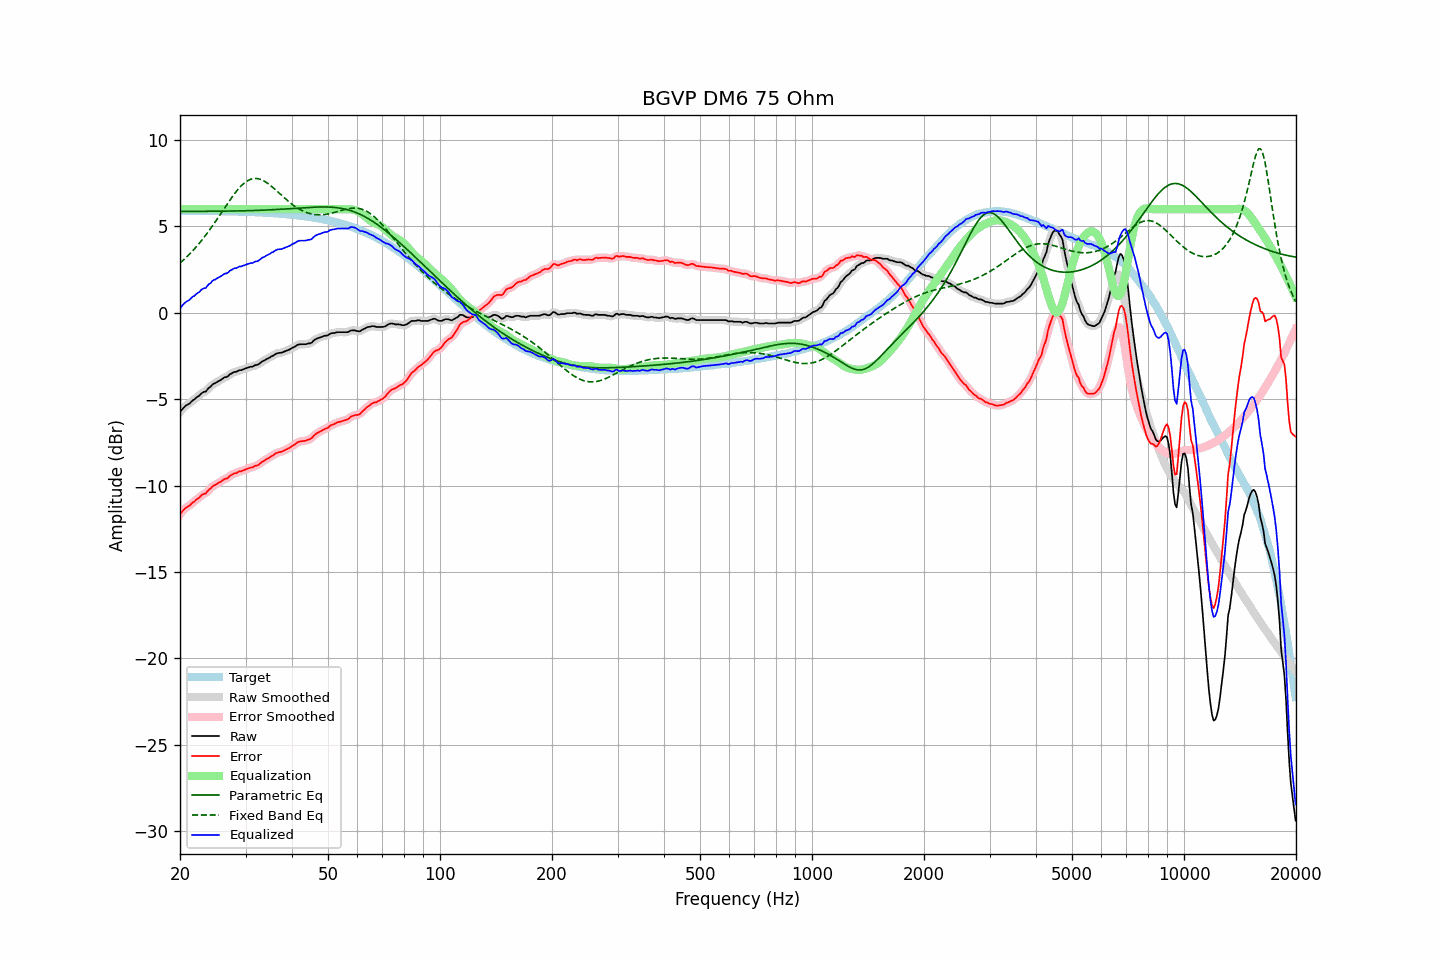 BGVP DM6 75 Ohm
Amplitude (dBr)
10
5
0
−5
−10
−15
−20
−25
−30
Target
Raw Smoothed
Error Smoothed
Raw
Error
Equalization
Parametric Eq
Fixed Band Eq
Equalized
20 50 100 200 500 1000 2000 5000 10000 20000
Frequency (Hz)